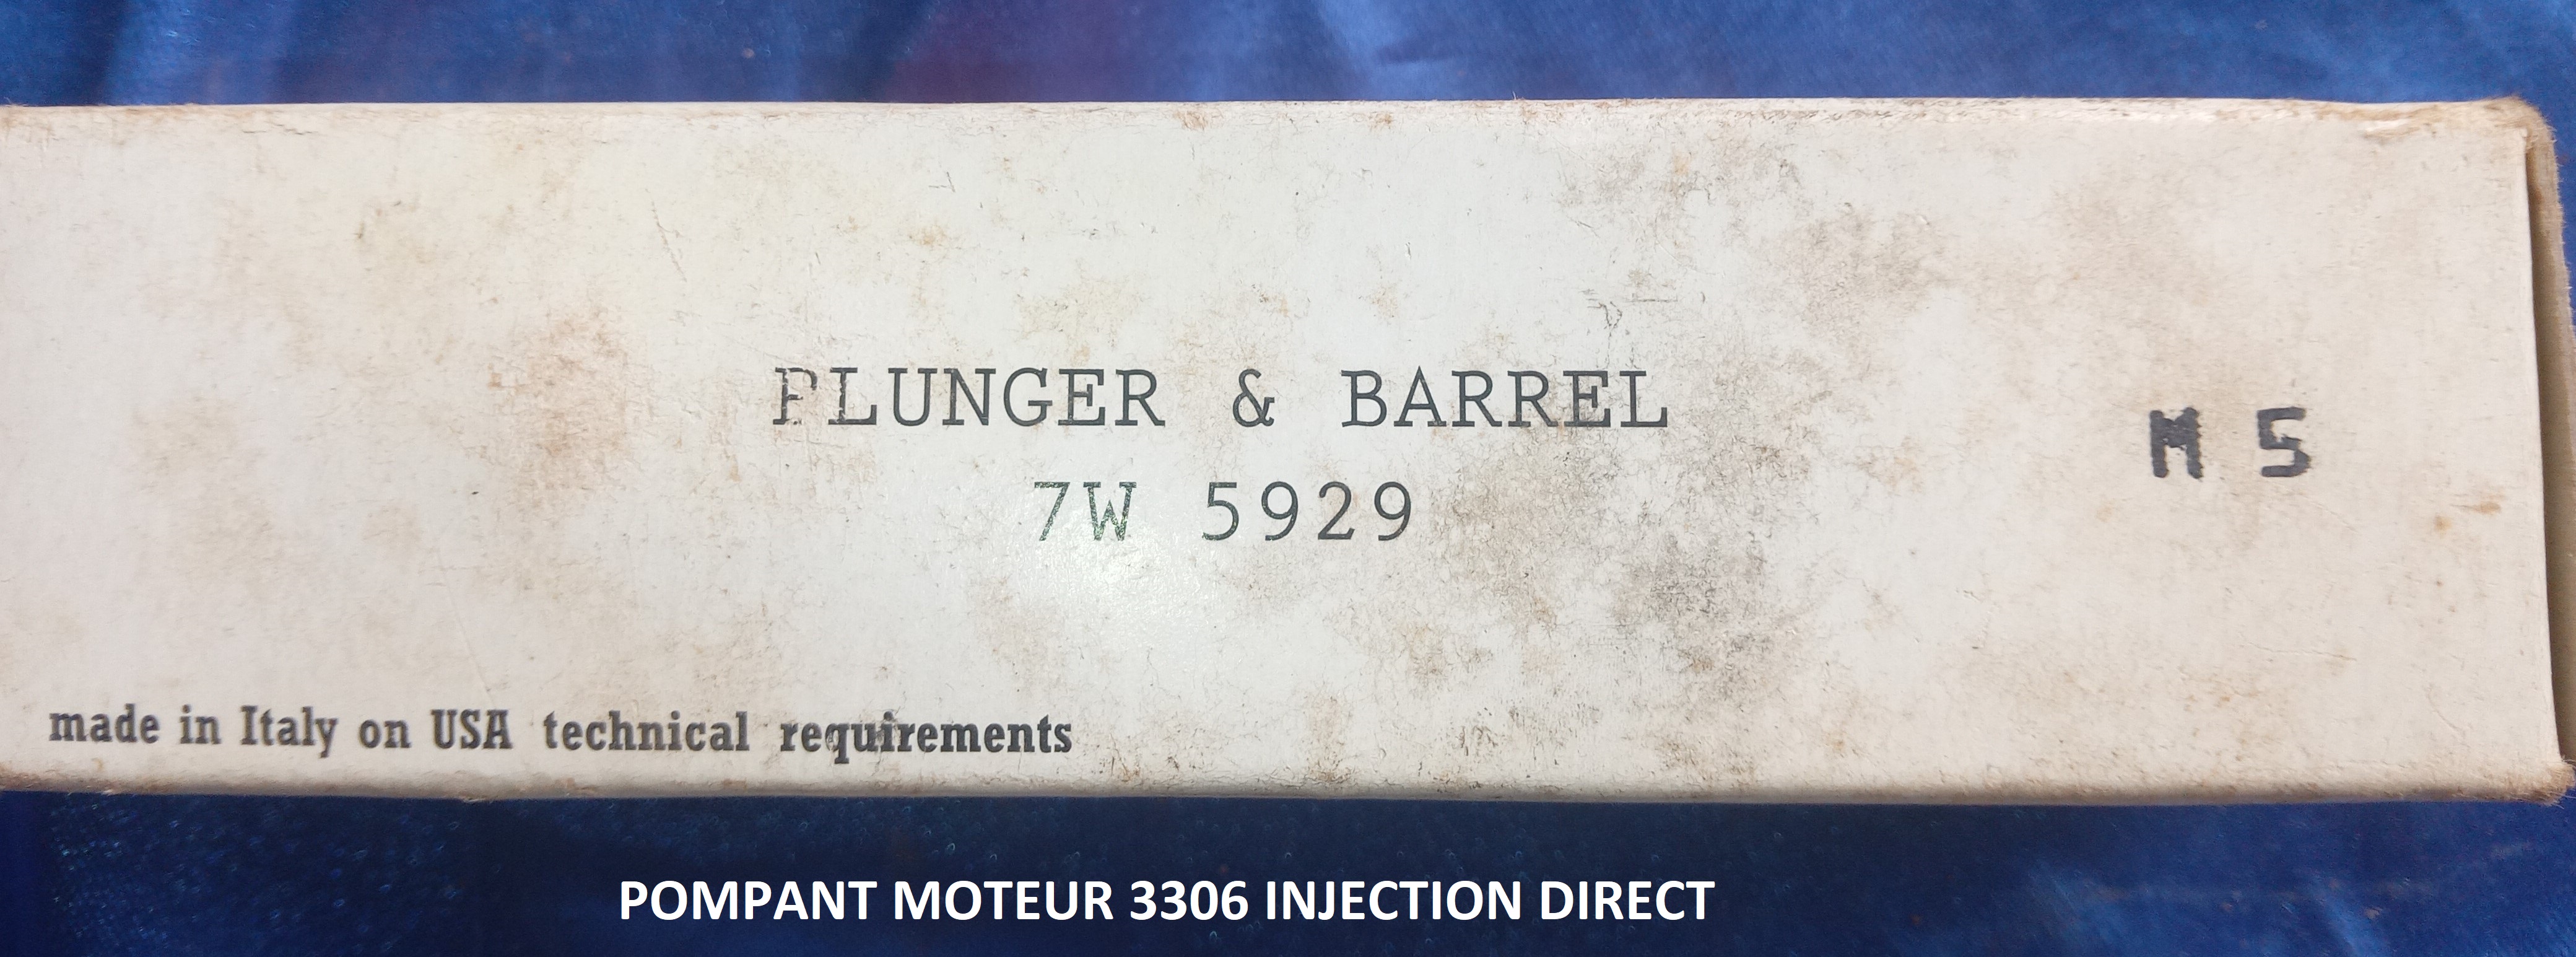 PLUNGER & BARREL
M 5
7W 5929
made in Italy on USA technical requirements
POMPANT MOTEUR 3306 INJECTION DIRECT